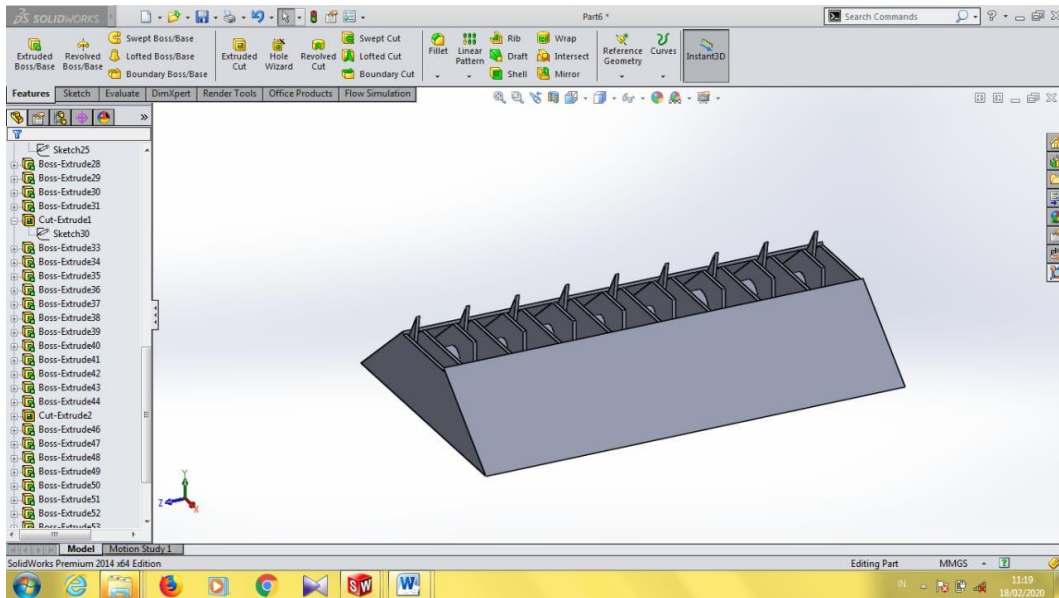 SOLIDWORKS
Part6 *
Search Commands
Extruded Boss/Base
Revolved Boss/Base
Swept Boss/Base
Lofted Boss/Base
Boundary Boss/Base
Extruded Cut
Hole Wizard
Revolved Cut
Swept Cut
Lofted Cut
Boundary Cut
Fillet
Linear Pattern
Rib
Draft
Shell
Wrap
Intersect
Mirror
Reference Geometry
Curves
Instant3D
Features Sketch Evaluate DimXpert Render Tools Office Products Flow Simulation
Sketch25
Boss-Extrude28
Boss-Extrude29
Boss-Extrude30
Boss-Extrude31
Cut-Extrude1
Sketch30
Boss-Extrude33
Boss-Extrude34
Boss-Extrude35
Boss-Extrude36
Boss-Extrude37
Boss-Extrude38
Boss-Extrude39
Boss-Extrude40
Boss-Extrude41
Boss-Extrude42
Boss-Extrude43
Boss-Extrude44
Cut-Extrude2
Boss-Extrude46
Boss-Extrude47
Boss-Extrude48
Boss-Extrude49
Boss-Extrude50
Boss-Extrude51
Boss-Extrude52
Boss-Extrude53
Y
Z
X
Model Motion Study 1
SolidWorks Premium 2014 x64 Edition
Editing Part
MMGS
IN
11:19
18/02/2020